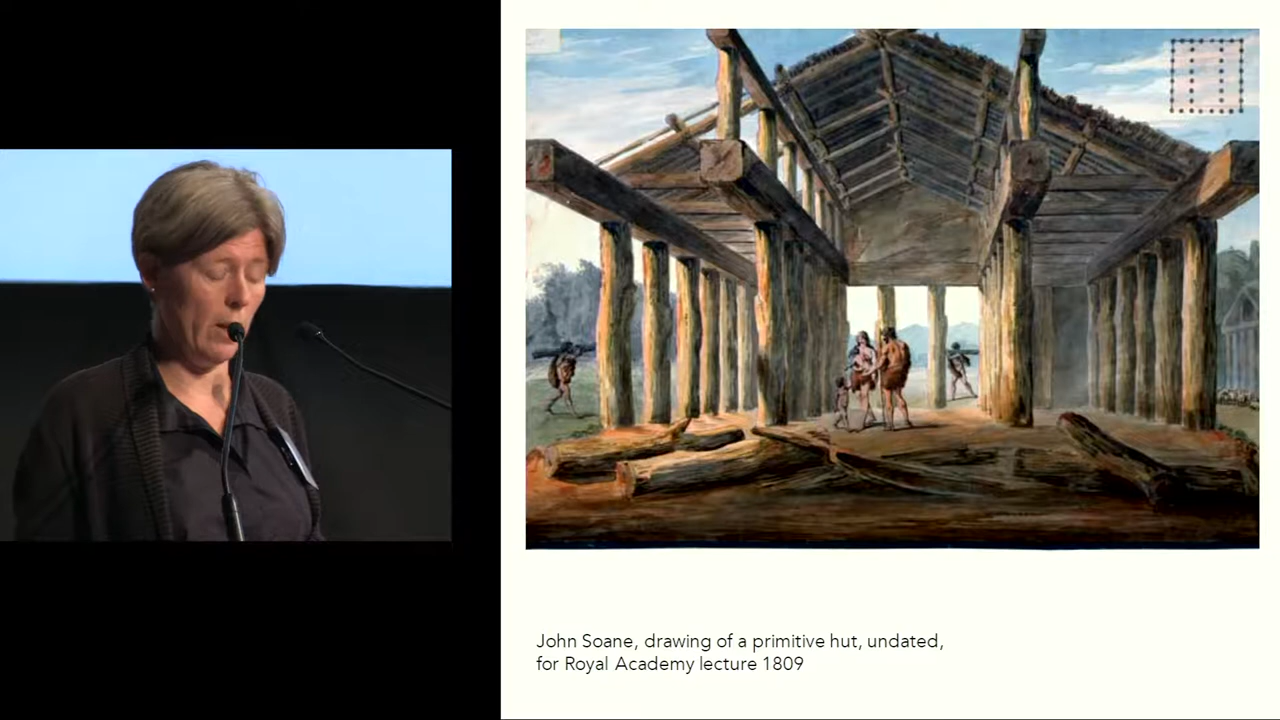 John Soane, drawing of a primitive hut, undated,
for Royal Academy lecture 1809